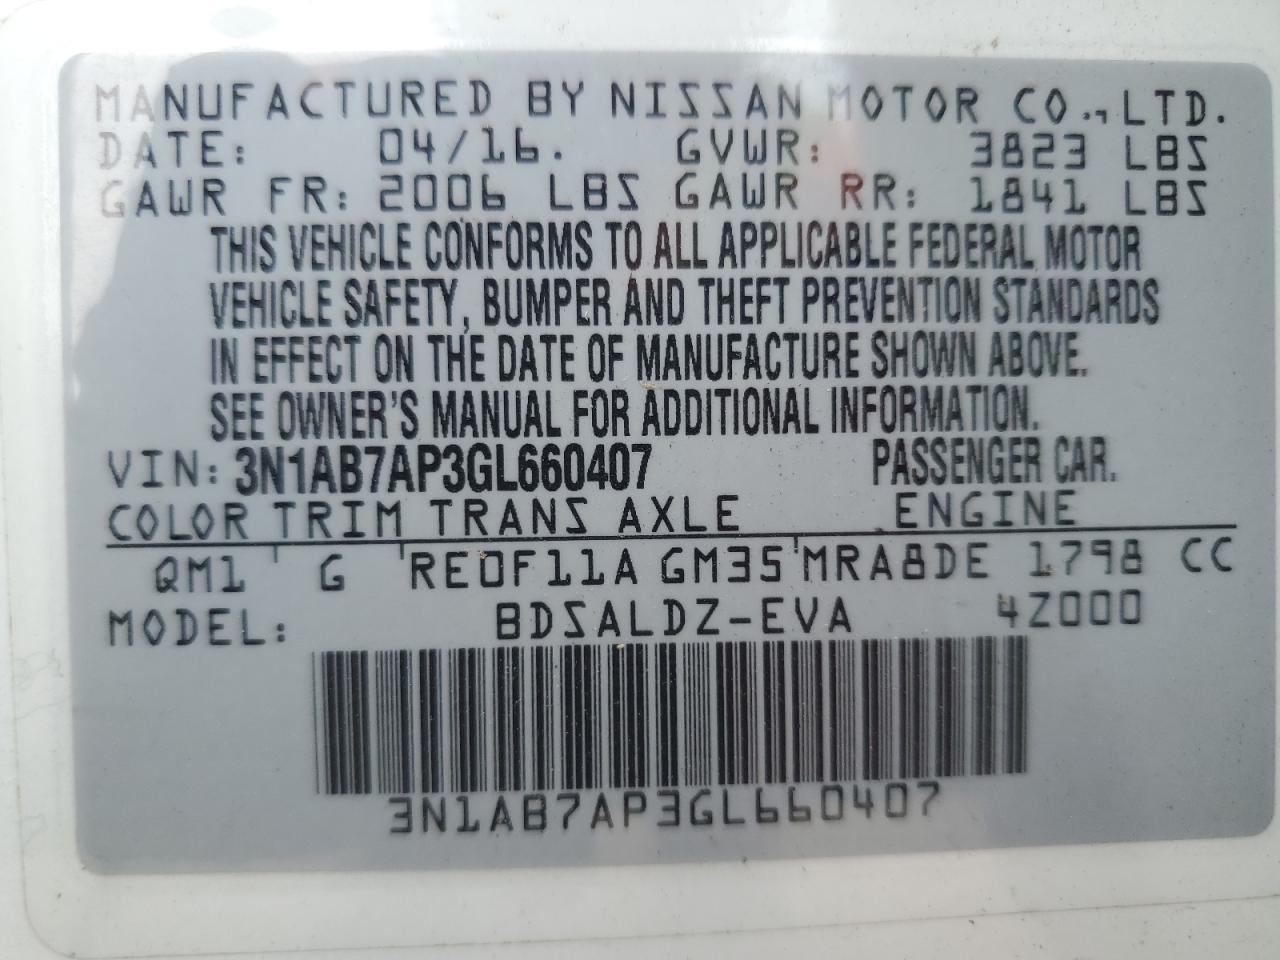 MANUFACTURED BY NISSAN MOTOR CO., LTD.
DATE: 04/16. GVWR: 3823 LBS
GAWR FR: 2006 LBS GAWR RR: 1841 LBS
THIS VEHICLE CONFORMS TO ALL APPLICABLE FEDERAL MOTOR
VEHICLE SAFETY, BUMPER AND THEFT PREVENTION STANDARDS
IN EFFECT ON THE DATE OF MANUFACTURE SHOWN ABOVE.
SEE OWNER'S MANUAL FOR ADDITIONAL INFORMATION.
VIN: 3N1AB7AP3GL660407 PASSENGER CAR.
COLOR TRIM TRANS AXLE ENGINE
QM1 G RE0F11A GM35 MRA8DE 1798 CC
MODEL: BDSALDZ-EVA 4Z000
3N1AB7AP3GL660407